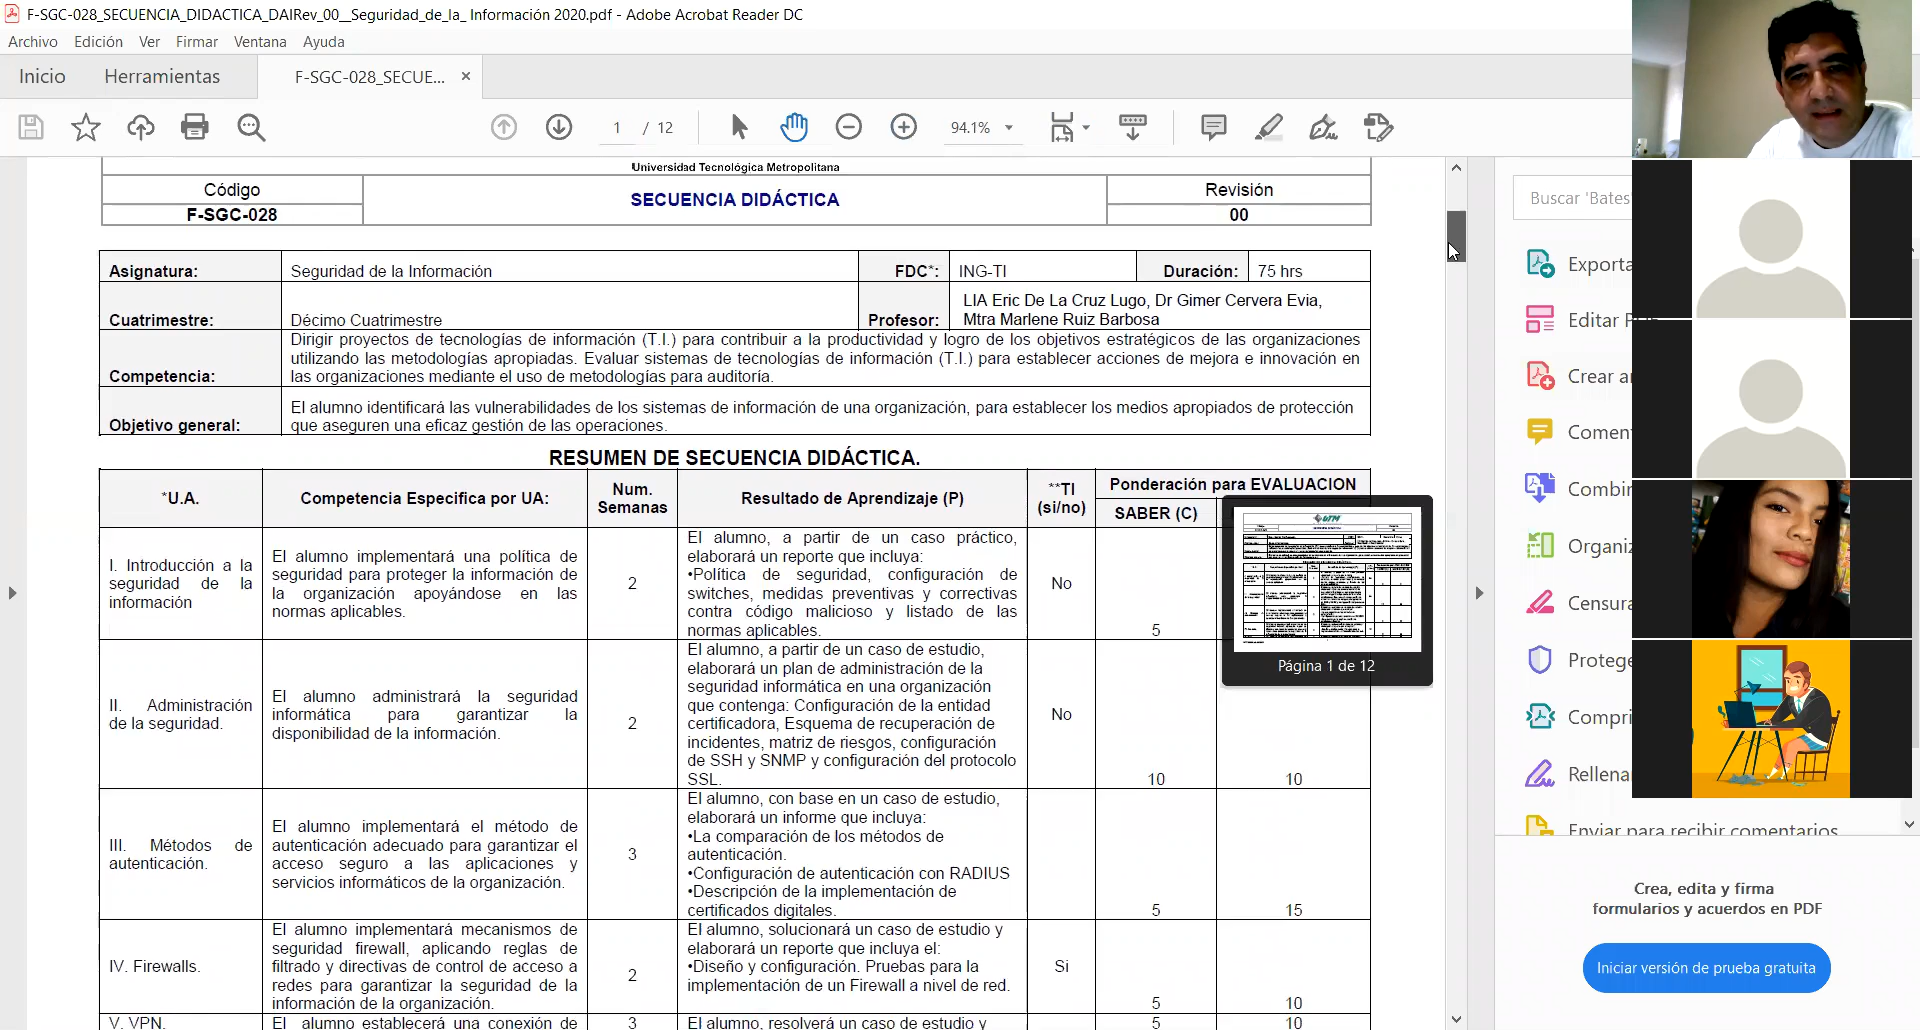 F-SGC-028_SECUENCIA_DIDACTICA_DAIRev_00__Seguridad_de_la_ Información 2020.pdf - Adobe Acrobat Reader DC
Archivo Edición Ver Firmar Ventana Ayuda
Inicio Herramientas F-SGC-028_SECUE... ×
1 / 12 94.1%
Universidad Tecnológica Metropolitana
Código SECUENCIA DIDÁCTICA Revisión
F-SGC-028 00
Asignatura: Seguridad de la Información FDC*: ING-TI Duración: 75 hrs
Cuatrimestre: Décimo Cuatrimestre Profesor: LIA Eric De La Cruz Lugo, Dr Gimer Cervera Evia,
Mtra Marlene Ruiz Barbosa
Competencia: Dirigir proyectos de tecnologías de información (T.I.) para contribuir a la productividad y logro de los objetivos estratégicos de las organizaciones
utilizando las metodologías apropiadas. Evaluar sistemas de tecnologías de información (T.I.) para establecer acciones de mejora e innovación en
las organizaciones mediante el uso de metodologías para auditoría.
Objetivo general: El alumno identificará las vulnerabilidades de los sistemas de información de una organización, para establecer los medios apropiados de protección
que aseguren una eficaz gestión de las operaciones.
RESUMEN DE SECUENCIA DIDÁCTICA.
*U.A.
Competencia Especifica por UA:
Num.
Semanas
Resultado de Aprendizaje (P)
**TI
(si/no)
Ponderación para EVALUACION
SABER (C)
I. Introducción a la
seguridad de la
información
El alumno implementará una política de
seguridad para proteger la información de
la organización apoyándose en las
normas aplicables.
2
El alumno, a partir de un caso práctico,
elaborará un reporte que incluya:
•Política de seguridad, configuración de
switches, medidas preventivas y correctivas
contra código malicioso y listado de las
normas aplicables.
No
5
II. Administración
de la seguridad.
El alumno administrará la seguridad
informática para garantizar la
disponibilidad de la información.
2
El alumno, a partir de un caso de estudio,
elaborará un plan de administración de la
seguridad informática en una organización
que contenga: Configuración de la entidad
certificadora, Esquema de recuperación de
incidentes, matriz de riesgos, configuración
de SSH y SNMP y configuración del protocolo
SSL.
No
10
10
III. Métodos de
autenticación.
El alumno implementará el método de
autenticación adecuado para garantizar el
acceso seguro a las aplicaciones y
servicios informáticos de la organización.
3
El alumno, con base en un caso de estudio,
elaborará un informe que incluya:
•La comparación de los métodos de
autenticación.
•Configuración de autenticación con RADIUS
•Descripción de la implementación de
certificados digitales.
5
15
IV. Firewalls.
El alumno implementará mecanismos de
seguridad firewall, aplicando reglas de
filtrado y directivas de control de acceso a
redes para garantizar la seguridad de la
información de la organización.
2
El alumno, solucionará un caso de estudio y
elaborará un reporte que incluya el:
•Diseño y configuración. Pruebas para la
implementación de un Firewall a nivel de red.
Si
5
10
V. VPN.
El alumno establecerá una conexión de
3
El alumno, resolverá un caso de estudio y
5
10
UTM
Página 1 de 12
Buscar 'Bates'
Exporta
Editar PDF
Crear ar
Comen
Combin
Organiz
Censura
Protege
Compri
Rellena
Enviar para recibir comentarios
Crea, edita y firma
formularios y acuerdos en PDF
Iniciar versión de prueba gratuita